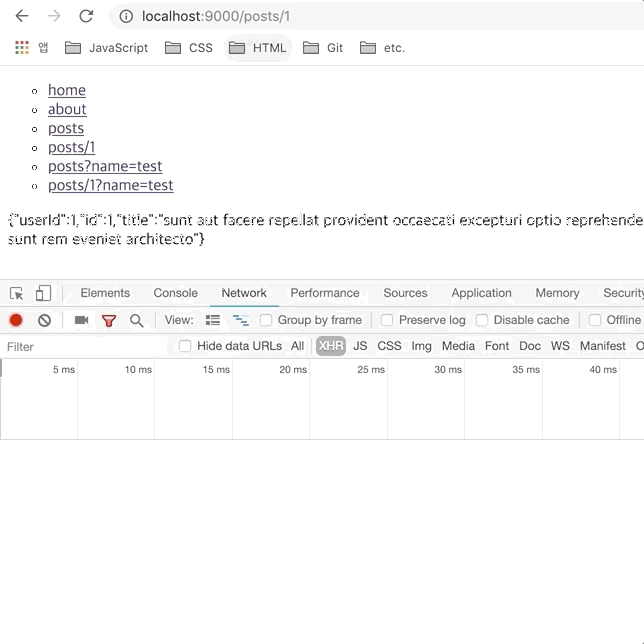 localhost:9000/posts/1
앱 JavaScript CSS HTML Git etc.
home
about
posts
posts/1
posts?name=test
posts/1?name=test
{"userId":1,"id":1,"title":"sunt aut facere repellat provident occaecati excepturi optio reprehende
sunt rem eveniet architecto"}
Elements Console Network Performance Sources Application Memory Security
View: Group by frame Preserve log Disable cache Offline
Filter Hide data URLs All XHR JS CSS Img Media Font Doc WS Manifest O
5 ms 10 ms 15 ms 20 ms 25 ms 30 ms 35 ms 40 ms